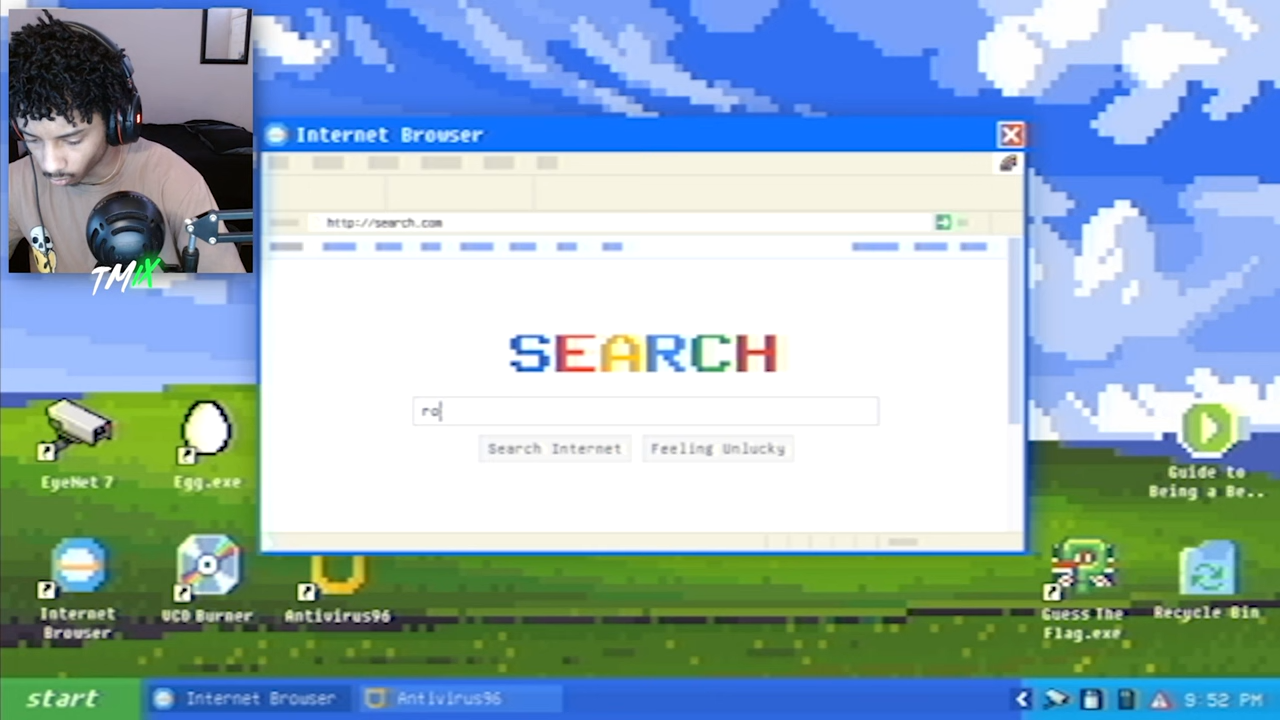 TMIX
Internet Browser
http://search.com
SEARCH
ro
Search Internet
Feeling Unlucky
EyeNet 7
Egg.exe
Guide to
Being a Be..
Internet
Browser
VCD Burner
Antivirus96
Guess The
Flag.exe
Recycle Bin
start
Internet Browser
Antivirus96
9:52 PM